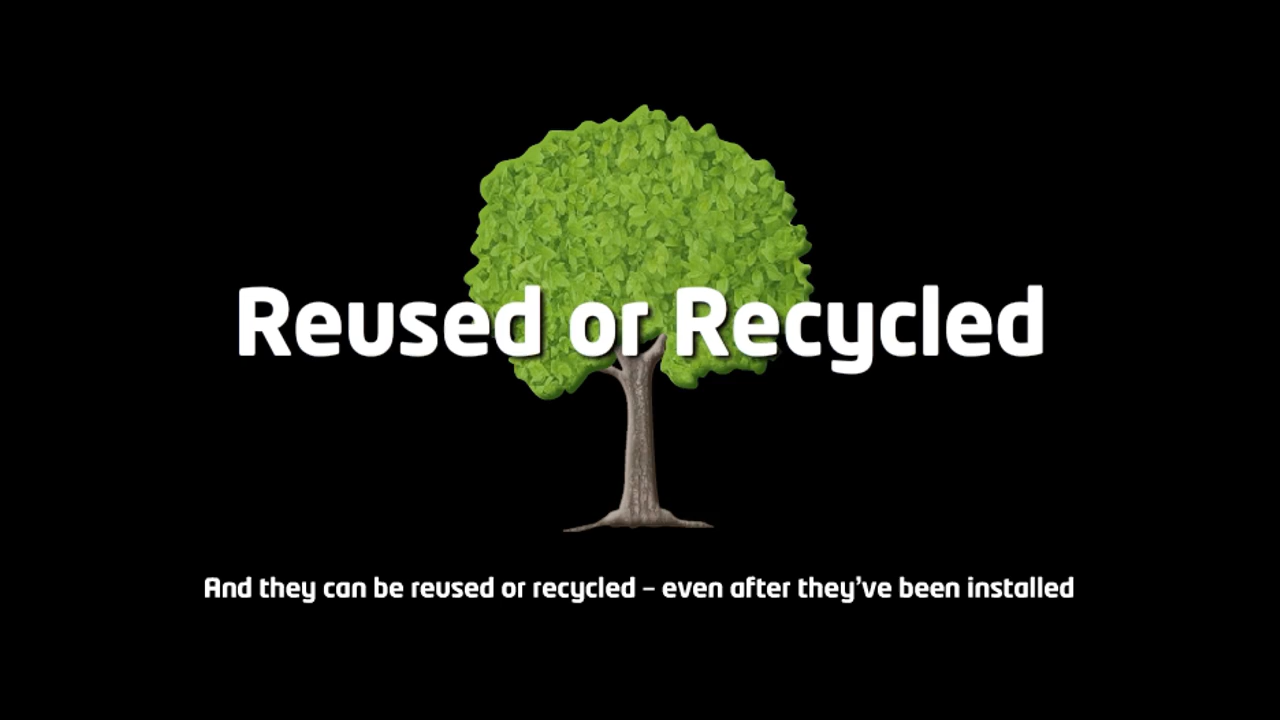 Reused or Recycled
And they can be reused or recycled – even after they’ve been installed